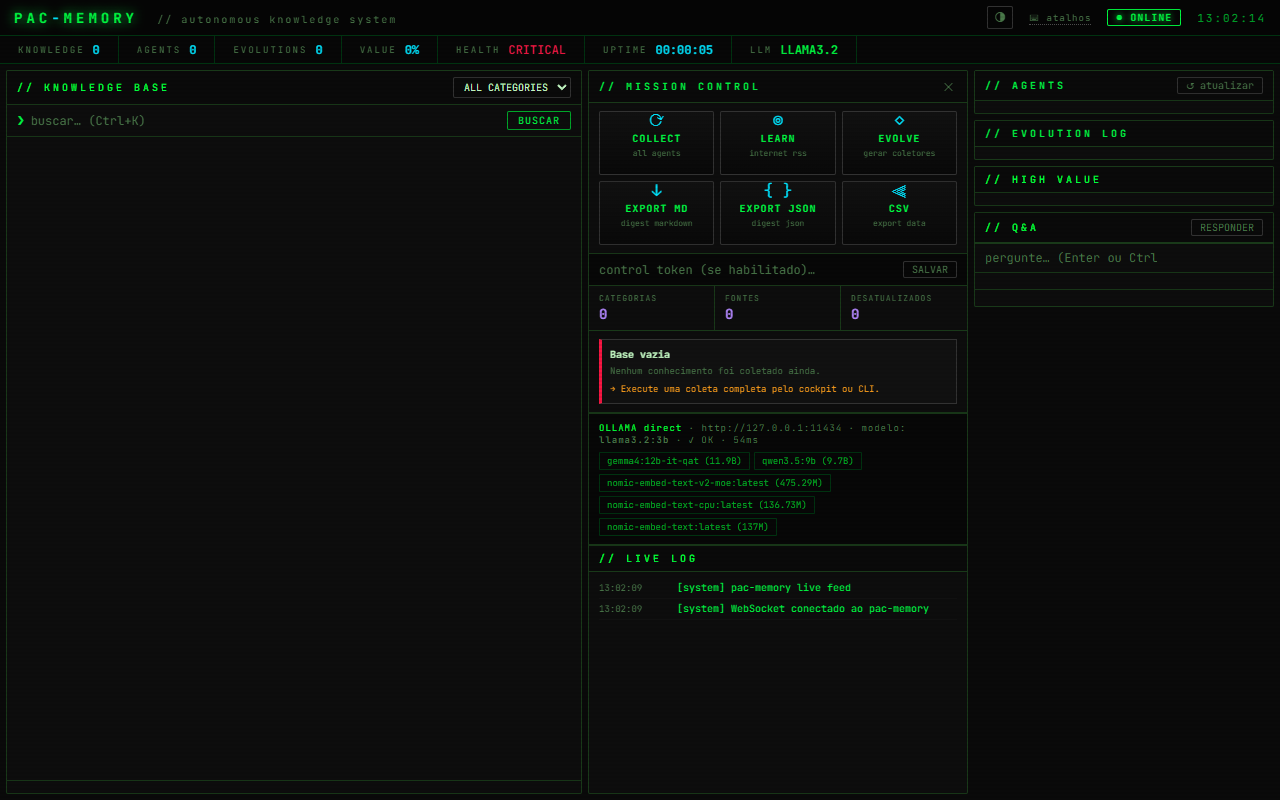 PAC-MEMORY // autonomous knowledge system atalhos ONLINE 13:02:14
KNOWLEDGE 0 AGENTS 0 EVOLUTIONS 0 VALUE 0% HEALTH CRITICAL UPTIME 00:00:05 LLM LLAMA3.2
// KNOWLEDGE BASE ALL CATEGORIES
❯ buscar… (Ctrl+K) BUSCAR
// MISSION CONTROL
COLLECT
all agents
LEARN
internet rss
EVOLVE
gerar coletores
EXPORT MD
digest markdown
{ }
EXPORT JSON
digest json
CSV
export data
control token (se habilitado)… SALVAR
CATEGORIAS
0
FONTES
0
DESATUALIZADOS
0
Base vazia
Nenhum conhecimento foi coletado ainda.
→ Execute uma coleta completa pelo cockpit ou CLI.
OLLAMA direct · http://127.0.0.1:11434 · modelo:
llama3.2:3b · ✓ OK · 54ms
gemma4:12b-it-qat (11.9B) qwen3.5:9b (9.7B)
nomic-embed-text-v2-moe:latest (475.29M)
nomic-embed-text-cpu:latest (136.73M)
nomic-embed-text:latest (137M)
// LIVE LOG
13:02:09 [system] pac-memory live feed
13:02:09 [system] WebSocket conectado ao pac-memory
// AGENTS ↺ atualizar
// EVOLUTION LOG
// HIGH VALUE
// Q&A RESPONDER
pergunte… (Enter ou Ctrl